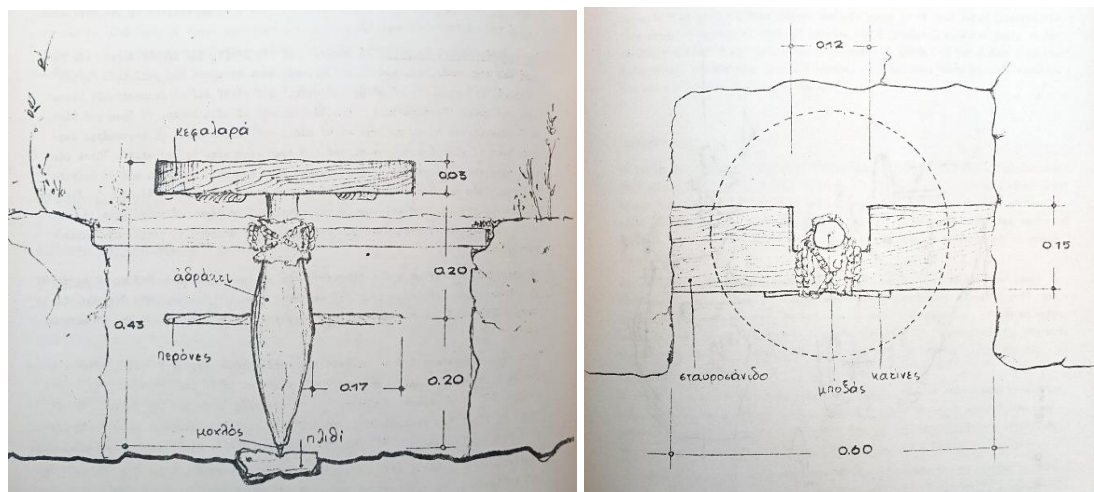 κεφαλαρά
0.03
0.20
ἀδράχτι
0.43
περόνες
0.17
0.20
μοχλός
πλιθί
0.12
0.15
σταυροσάνιδο
μποξάς
κατίνες
0.60